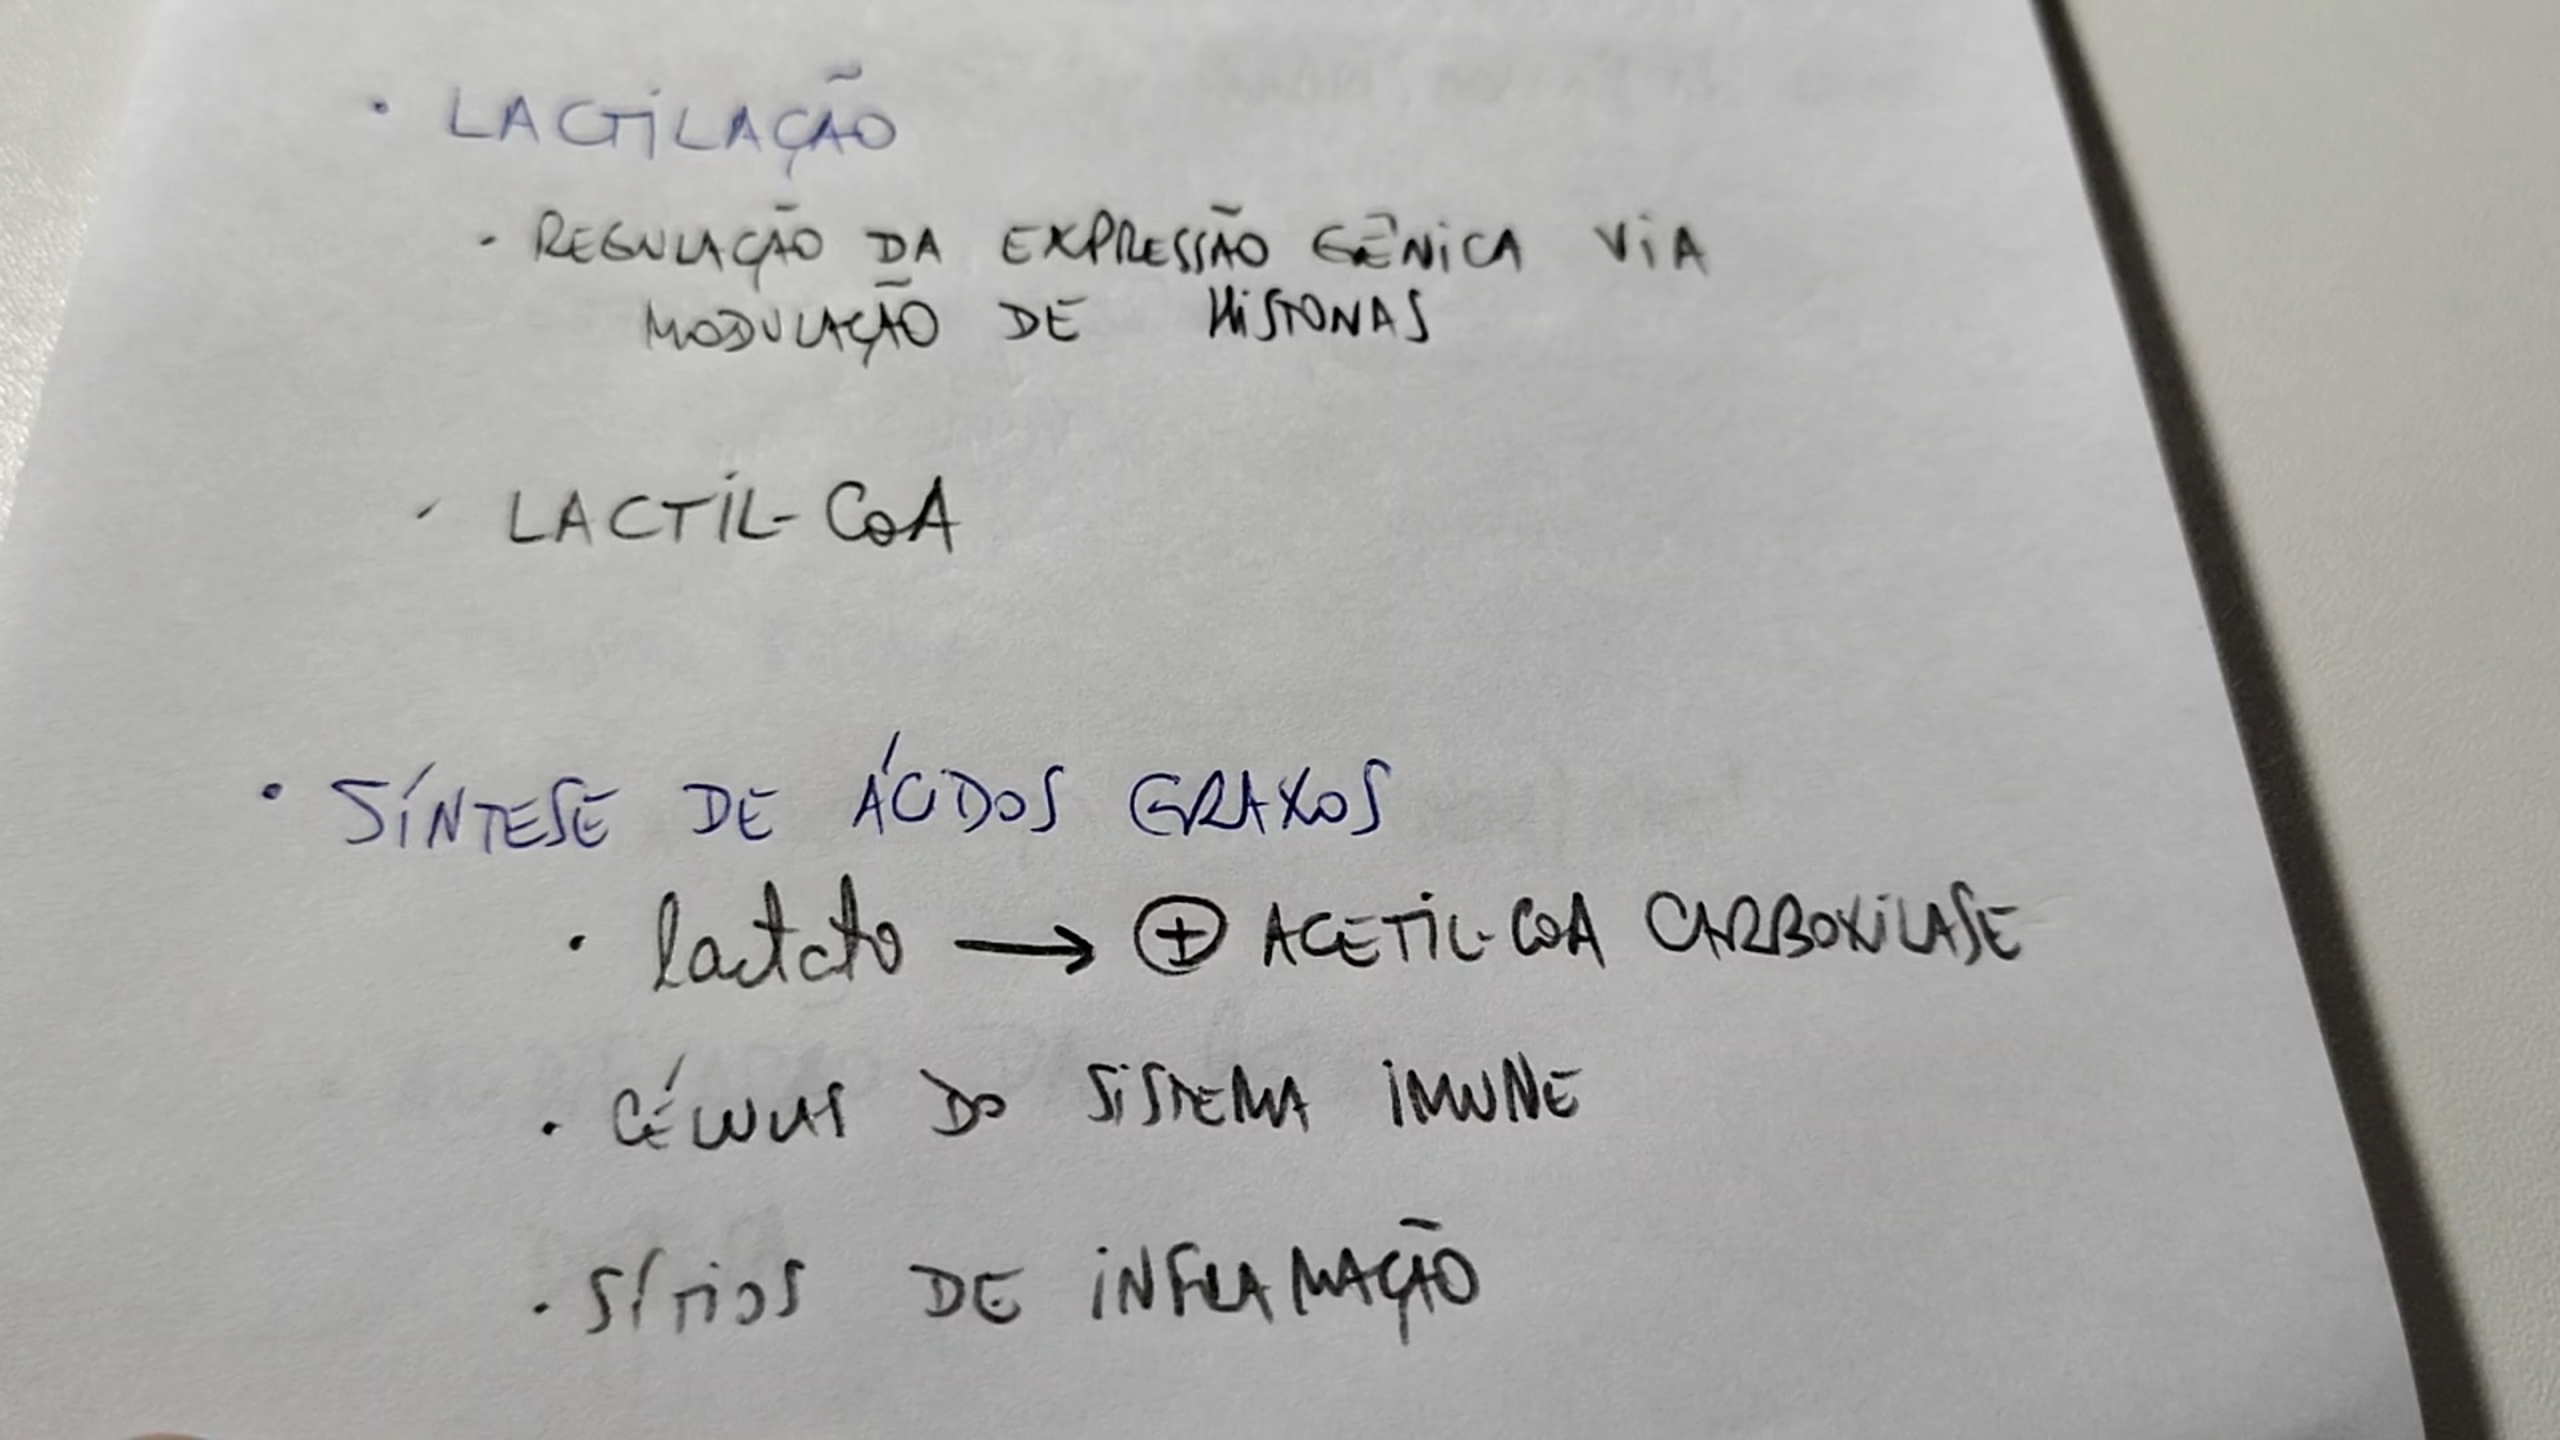 • LACTILAÇÃO
- REGULAÇÃO DA EXPRESSÃO GÊNICA VIA
MODULAÇÃO DE HISTONAS
- LACTIL-CoA
• SÍNTESE DE ÁCIDOS GRAXOS
• lactato → ⊕ ACETIL-CoA CARBOXILASE
• CÉLULAS DO SISTEMA IMUNE
• SÍTIOS DE INFLAMAÇÃO